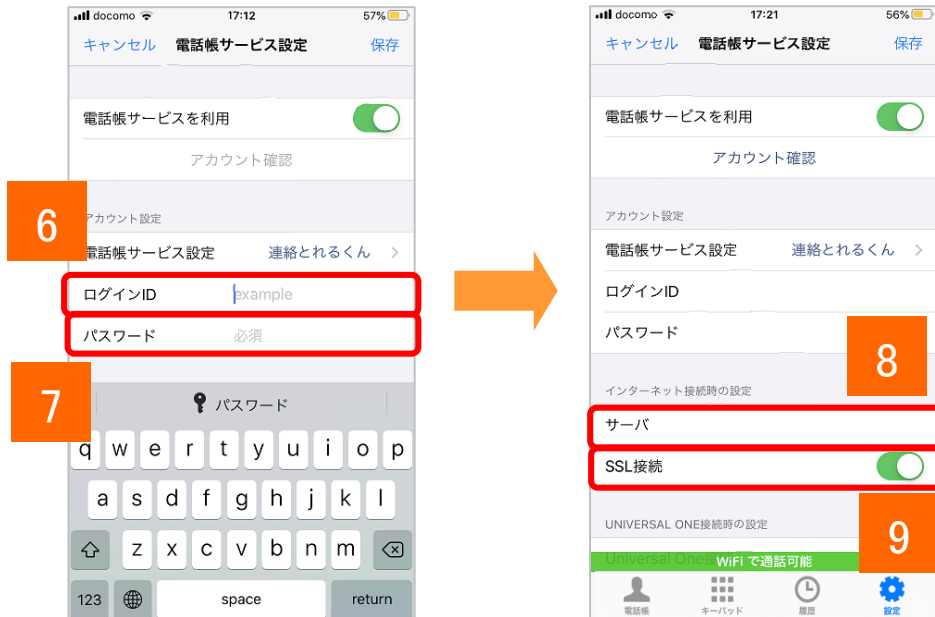 docomo 17:12 57%
キャンセル 電話帳サービス設定 保存
電話帳サービスを利用
アカウント確認
6
アカウント設定
電話帳サービス設定 連絡とれるくん >
ログインID example
パスワード 必須
7
パスワード
q w e r t y u i o p
a s d f g h j k l
z x c v b n m
123 space return
docomo 17:21 56%
キャンセル 電話帳サービス設定 保存
電話帳サービスを利用
アカウント確認
アカウント設定
電話帳サービス設定 連絡とれるくん >
ログインID
パスワード
8
インターネット接続時の設定
サーバ
SSL接続
UNIVERSAL ONE接続時の設定
9
Universal One
WiFi で通話可能
電話帳 キーパッド 履歴 設定